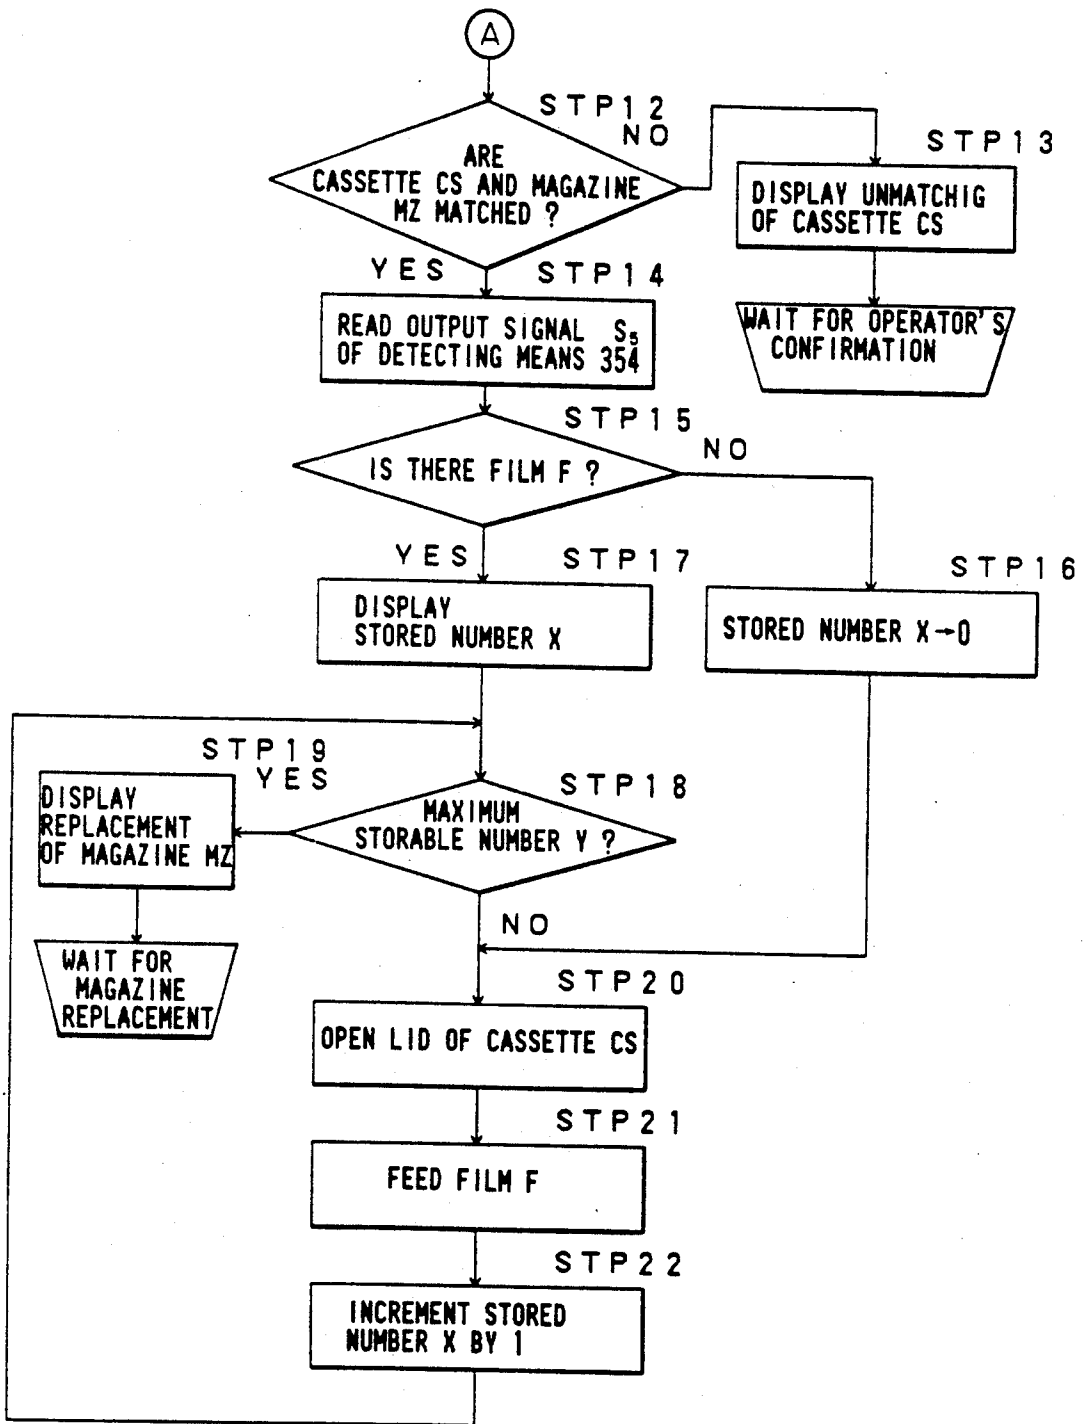 A
STP12
NO
ARE
CASSETTE CS AND MAGAZINE
MZ MATCHED ?
STP13
DISPLAY UNMATCHIG
OF CASSETTE CS
WAIT FOR OPERATOR'S
CONFIRMATION
YES
STP14
READ OUTPUT SIGNAL S₅
OF DETECTING MEANS 354
STP15
NO
IS THERE FILM F ?
YES
STP17
DISPLAY
STORED NUMBER X
STP16
STORED NUMBER X→0
STP19
YES
DISPLAY
REPLACEMENT
OF MAGAZINE MZ
WAIT FOR
MAGAZINE
REPLACEMENT
STP18
MAXIMUM
STORABLE NUMBER Y ?
NO
STP20
OPEN LID OF CASSETTE CS
STP21
FEED FILM F
STP22
INCREMENT STORED
NUMBER X BY 1